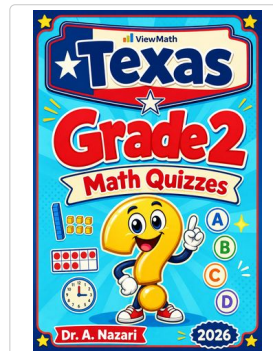 ViewMath
Texas
Grade 2
Math Quizzes
A
B
C
D
Dr. A. Nazari
2026